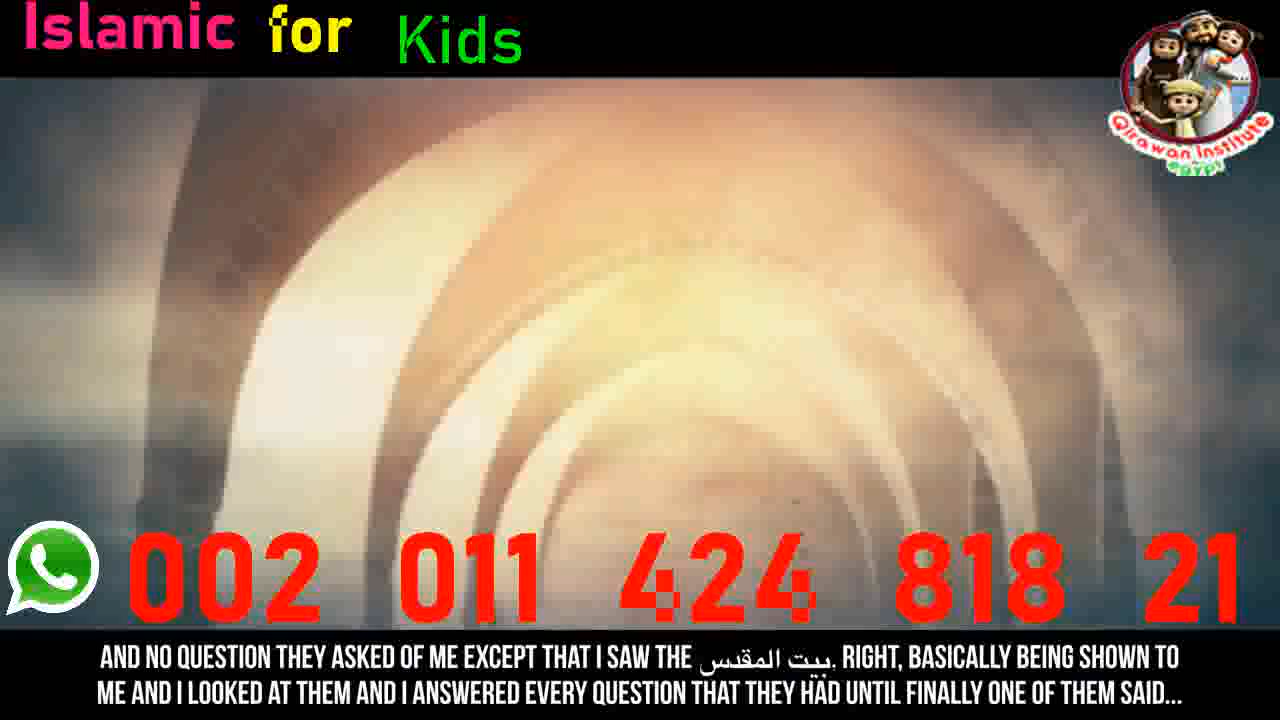 Islamic for Kids
Qirawan Institute
egypt
002 011 424 818 21
AND NO QUESTION THEY ASKED OF ME EXCEPT THAT I SAW THE بيت المقدس. RIGHT, BASICALLY BEING SHOWN TO
ME AND I LOOKED AT THEM AND I ANSWERED EVERY QUESTION THAT THEY HAD UNTIL FINALLY ONE OF THEM SAID...